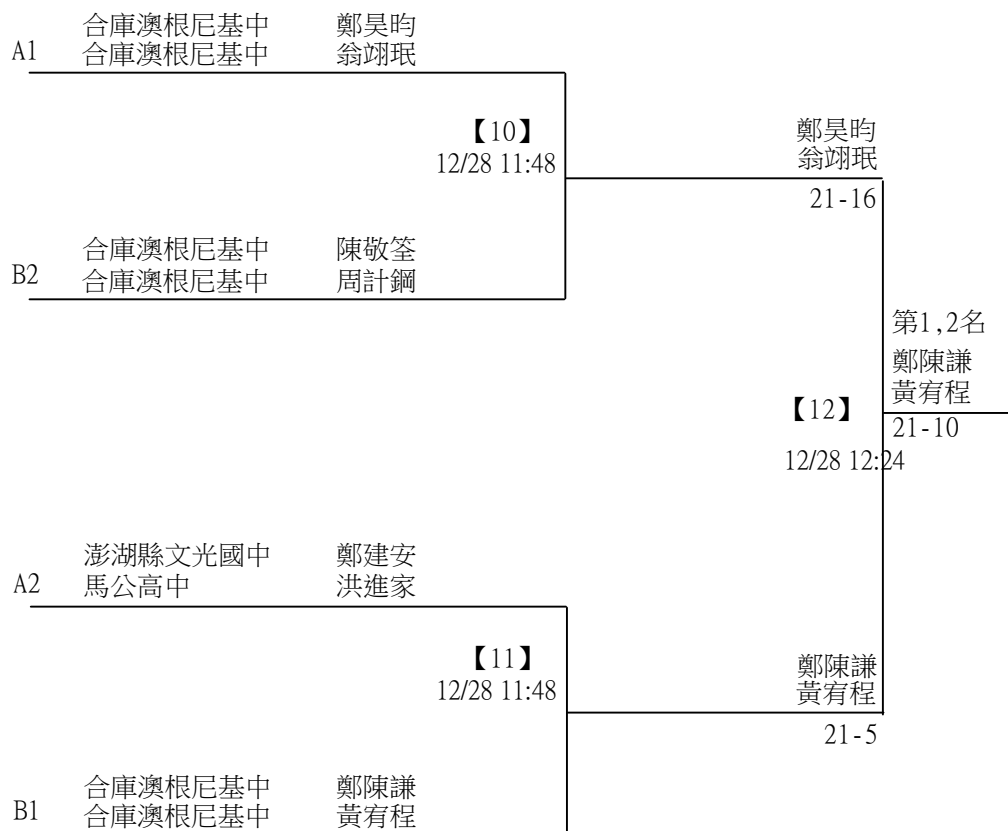 合庫澳根尼基中 鄭昊昀
A1 合庫澳根尼基中 翁翊珉
【10】
12/28 11:48
鄭昊昀
翁翊珉
21-16
合庫澳根尼基中 陳敬筌
B2 合庫澳根尼基中 周計鋼
第1,2名
鄭陳謙
黃宥程
【12】
21-10
12/28 12:24
澎湖縣文光國中 鄭建安
A2 馬公高中 洪進家
【11】
12/28 11:48
鄭陳謙
黃宥程
21-5
合庫澳根尼基中 鄭陳謙
B1 合庫澳根尼基中 黃宥程